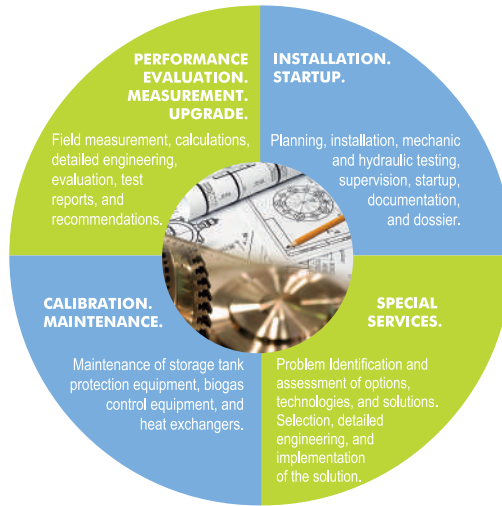 PERFORMANCE
EVALUATION.
MEASUREMENT.
UPGRADE.
Field measurement, calculations,
detailed engineering,
evaluation, test
reports, and
recommendations.
INSTALLATION.
STARTUP.
Planning, installation, mechanic
and hydraulic testing,
supervision, startup,
documentation,
and dossier.
CALIBRATION.
MAINTENANCE.
Maintenance of storage tank
protection equipment, biogas
control equipment, and
heat exchangers.
SPECIAL
SERVICES.
Problem Identification and
assessment of options,
technologies, and solutions.
Selection, detailed
engineering, and
implementation
of the solution.